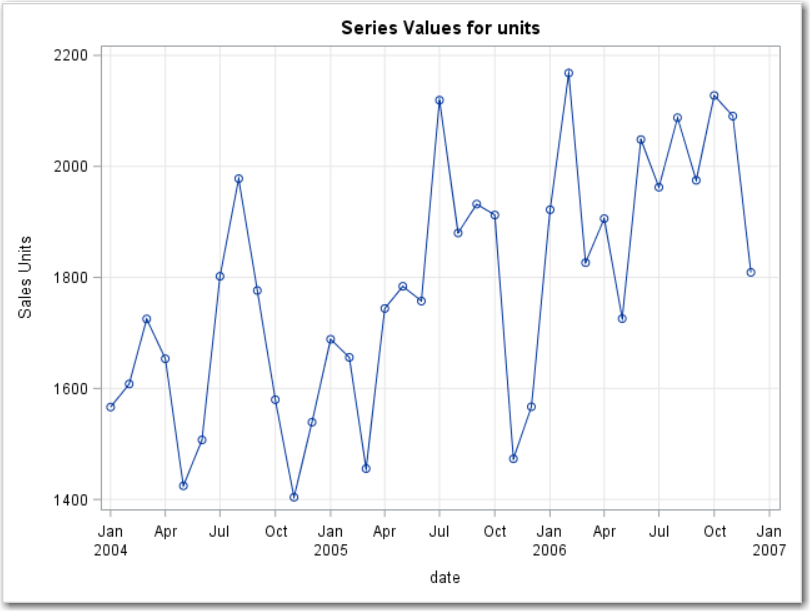 Series Values for units
2200
2000
1800
1600
1400
Sales Units
Jan Apr Jul Oct Jan Apr Jul Oct Jan Apr Jul Oct Jan
2004 2005 2006 2007
date